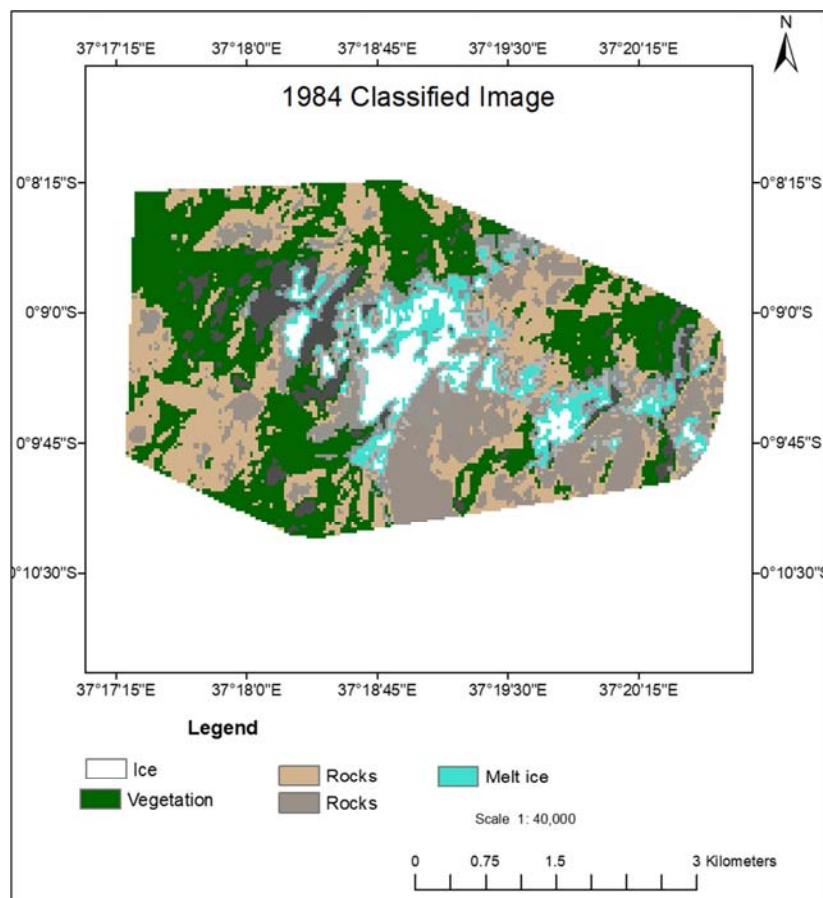 N
37°17'15"E 37°18'0"E 37°18'45"E 37°19'30"E 37°20'15"E
1984 Classified Image
0°8'15"S 0°8'15"S
0°9'0"S 0°9'0"S
0°9'45"S 0°9'45"S
0°10'30"S 0°10'30"S
37°17'15"E 37°18'0"E 37°18'45"E 37°19'30"E 37°20'15"E
Legend
Ice Rocks Melt ice
Vegetation Rocks
Scale 1: 40,000
0 0.75 1.5 3 Kilometers